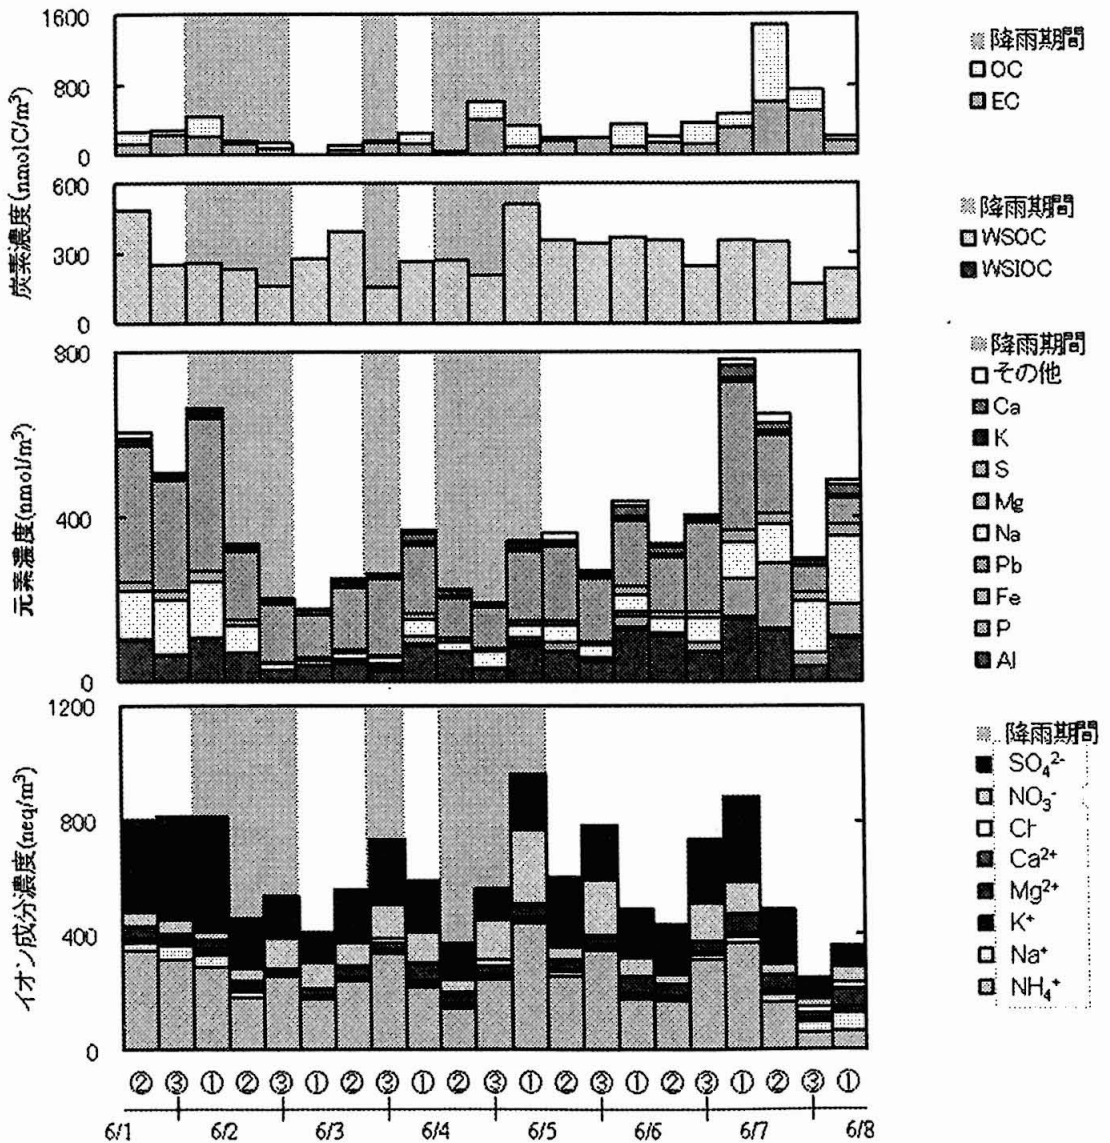 炭素濃度(nmolC/m³)
1600
800
0
降雨期間
OC
EC
600
300
0
降雨期間
WSOC
WSIOC
元素濃度(nmol/m³)
800
400
0
降雨期間
その他
Ca
K
S
Mg
Na
Pb
Fe
P
Al
イオン成分濃度(neq/m³)
1200
800
400
0
降雨期間
SO₄²⁻
NO₃⁻
Cl⁻
Ca²⁺
Mg²⁺
K⁺
Na⁺
NH₄⁺
② ③ ① ② ③ ① ② ③ ① ② ③ ① ② ③ ① ② ③ ① ② ③ ①
6/1 6/2 6/3 6/4 6/5 6/6 6/7 6/8